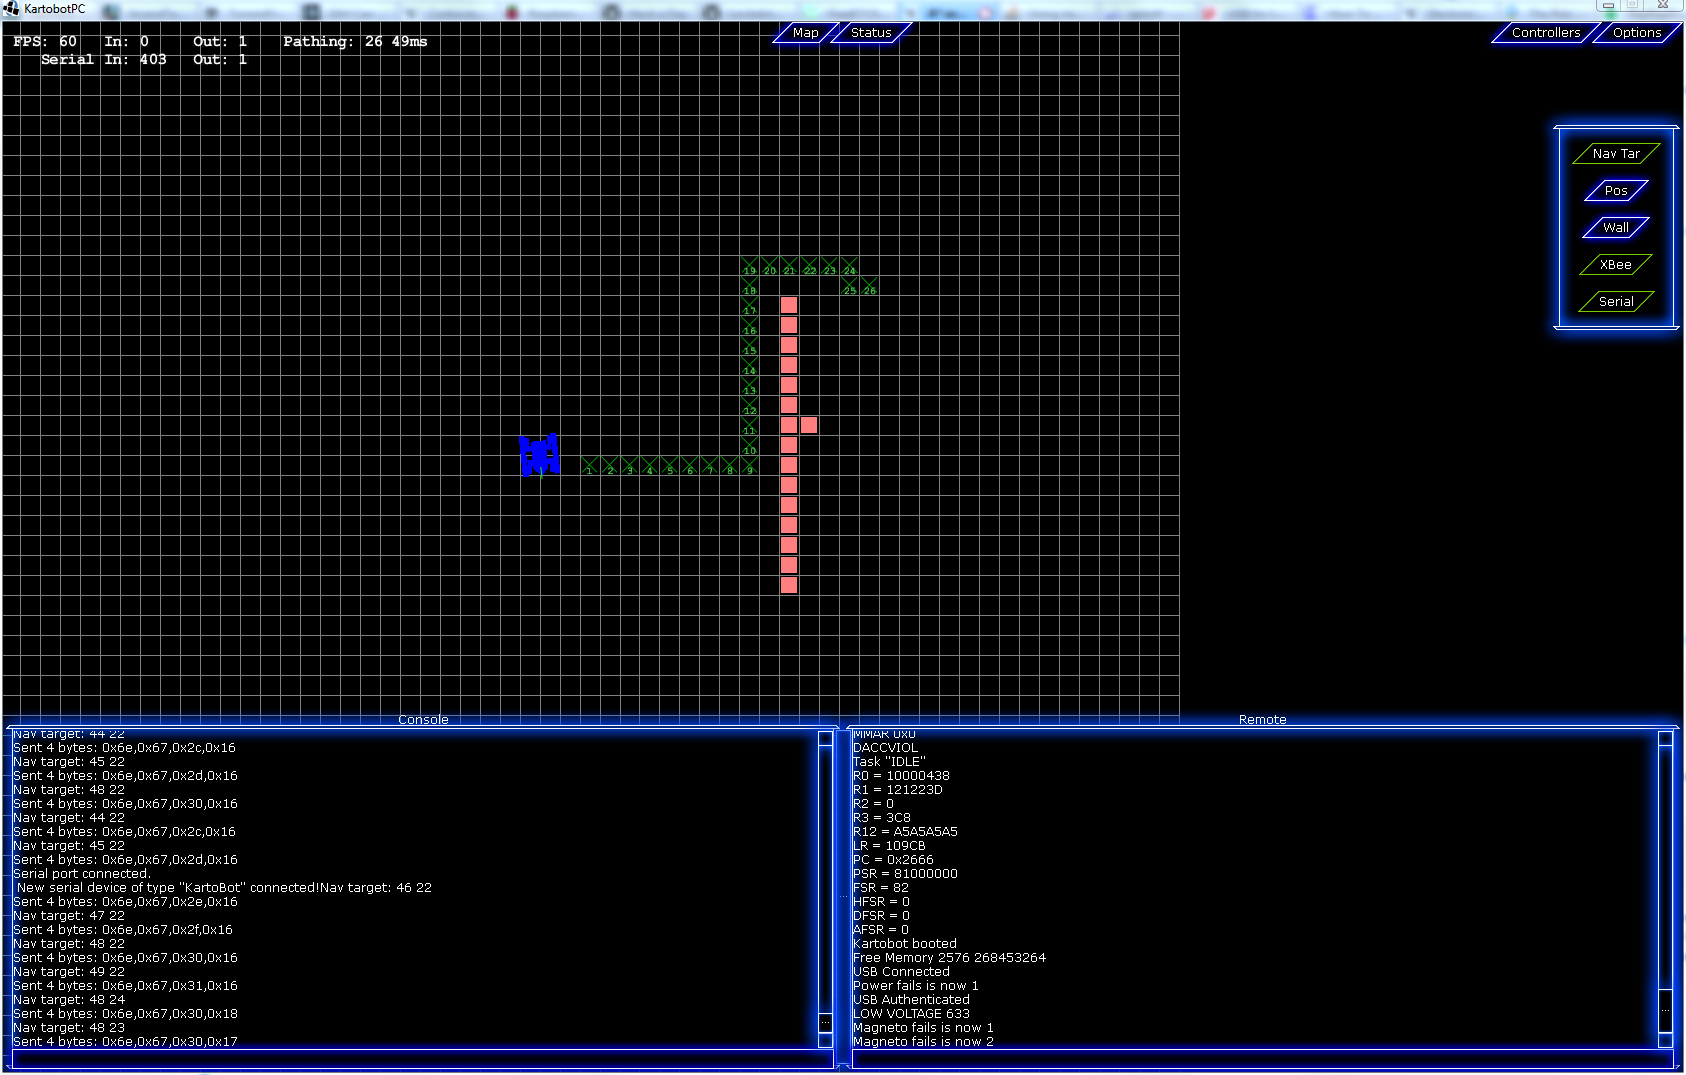 KartobotPC
FPS: 60 In: 0 Out: 1 Pathing: 26 49ms
Serial In: 403 Out: 1
Map
Status
Controllers
Options
Nav Tar
Pos
Wall
XBee
Serial
19 20 21 22 23 24
18 25 26
17
16
15
14
13
12
11
10
1 2 3 4 5 6 7 8 9
Console
Nav target: 44 22
Sent 4 bytes: 0x6e,0x67,0x2c,0x16
Nav target: 45 22
Sent 4 bytes: 0x6e,0x67,0x2d,0x16
Nav target: 48 22
Sent 4 bytes: 0x6e,0x67,0x30,0x16
Nav target: 44 22
Sent 4 bytes: 0x6e,0x67,0x2c,0x16
Nav target: 45 22
Sent 4 bytes: 0x6e,0x67,0x2d,0x16
Serial port connected.
New serial device of type "KartoBot" connected!Nav target: 46 22
Sent 4 bytes: 0x6e,0x67,0x2e,0x16
Nav target: 47 22
Sent 4 bytes: 0x6e,0x67,0x2f,0x16
Nav target: 48 22
Sent 4 bytes: 0x6e,0x67,0x30,0x16
Nav target: 49 22
Sent 4 bytes: 0x6e,0x67,0x31,0x16
Nav target: 48 24
Sent 4 bytes: 0x6e,0x67,0x30,0x18
Nav target: 48 23
Sent 4 bytes: 0x6e,0x67,0x30,0x17
Remote
MMAR 0x0
DACCVIOL
Task "IDLE"
R0 = 10000438
R1 = 121223D
R2 = 0
R3 = 3C8
R12 = A5A5A5A5
LR = 109CB
PC = 0x2666
PSR = 81000000
FSR = 82
HFSR = 0
DFSR = 0
AFSR = 0
Kartobot booted
Free Memory 2576 268453264
USB Connected
Power fails is now 1
USB Authenticated
LOW VOLTAGE 633
Magneto fails is now 1
Magneto fails is now 2